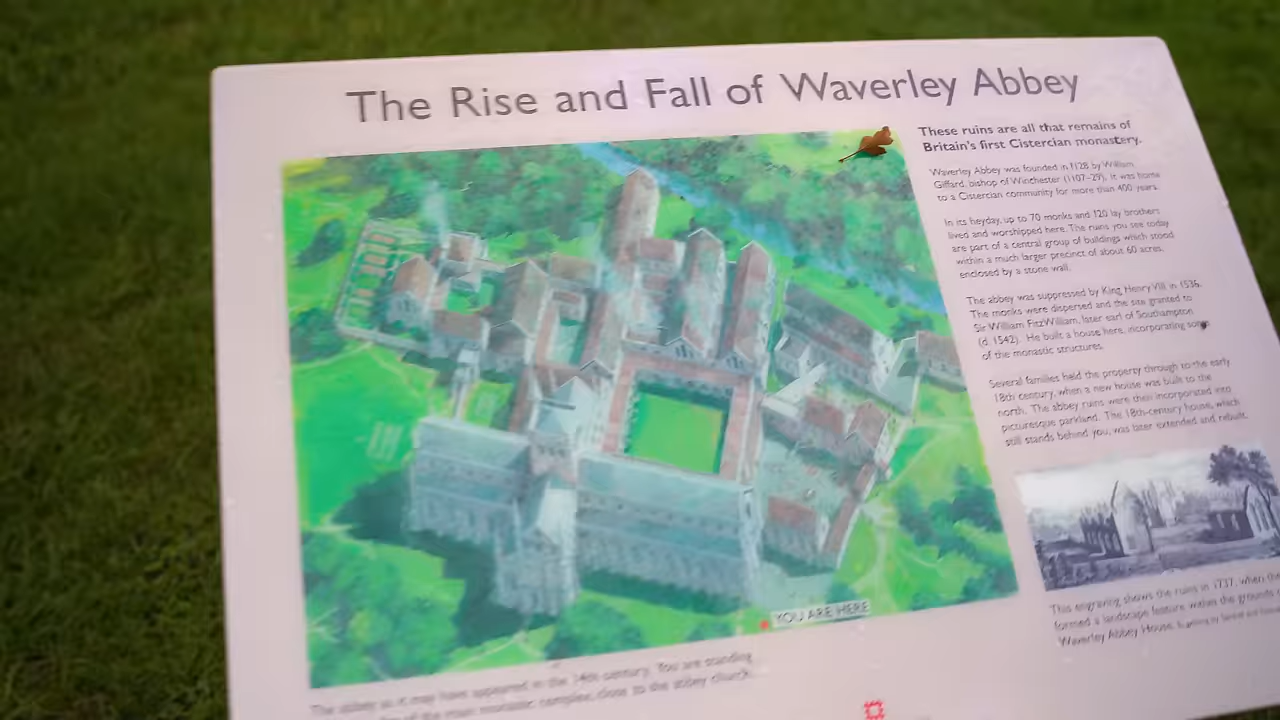 The Rise and Fall of Waverley Abbey
These ruins are all that remains of
Britain's first Cistercian monastery.
Waverley Abbey was founded in 1128 by William
Giffard, bishop of Winchester (1107–29). It was home
to a Cistercian community for more than 400 years.
In its heyday, up to 70 monks and 120 lay brothers
lived and worshipped here. The ruins you see today
are part of a central group of buildings which stood
within a much larger precinct of about 60 acres,
enclosed by a stone wall.
The abbey was suppressed by King Henry VIII in 1536.
The monks were dispersed and the site granted to
Sir William FitzWilliam, later earl of Southampton
(d. 1542). He built a house here, incorporating some
of the monastic structures.
Several families held the property through to the early
18th century, when a new house was built to the
north. The abbey ruins were then incorporated into
picturesque parkland. The 18th-century house, which
still stands behind you, was later extended and rebuilt.
This engraving shows the ruins in 1737, when the
formed a landscape feature within the grounds
Waverley Abbey House.
YOU ARE HERE
The abbey as it may have appeared in the 14th century. You are standing
of the main monastic complex, close to the abbey church.